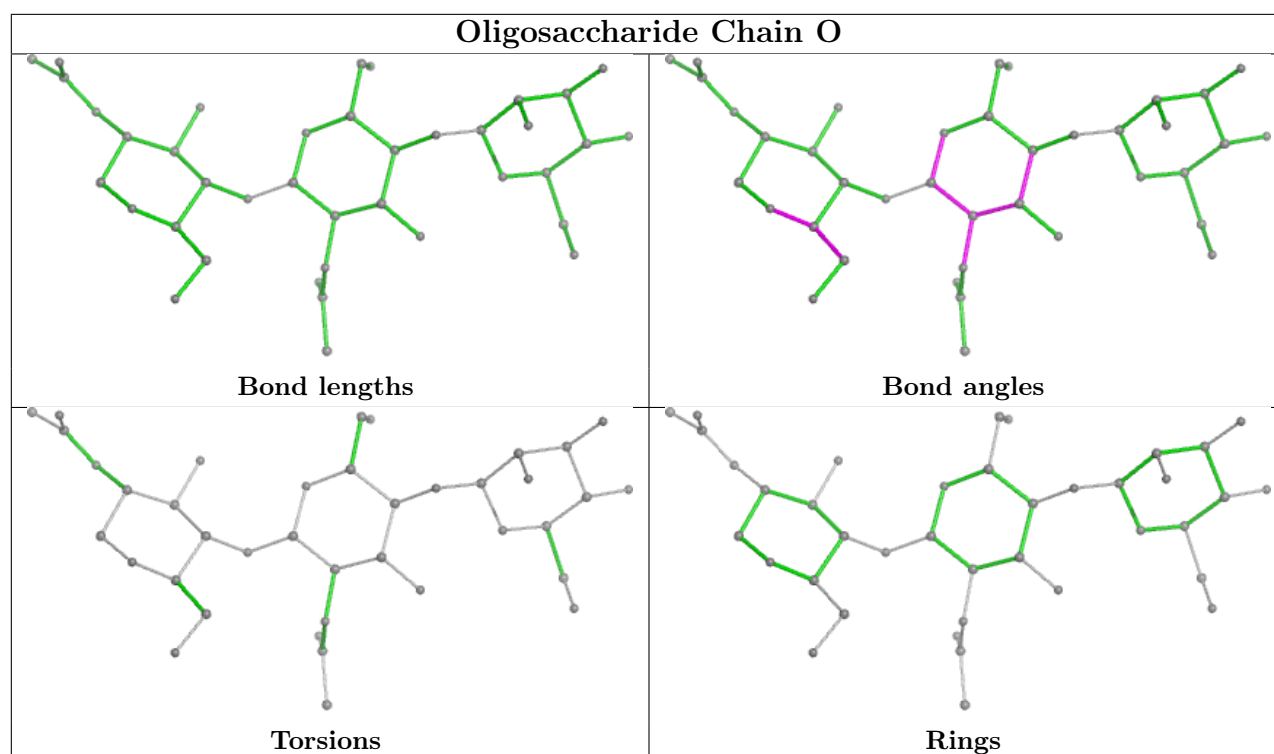 Oligosaccharide Chain O
Bond lengths
Bond angles
Torsions
Rings